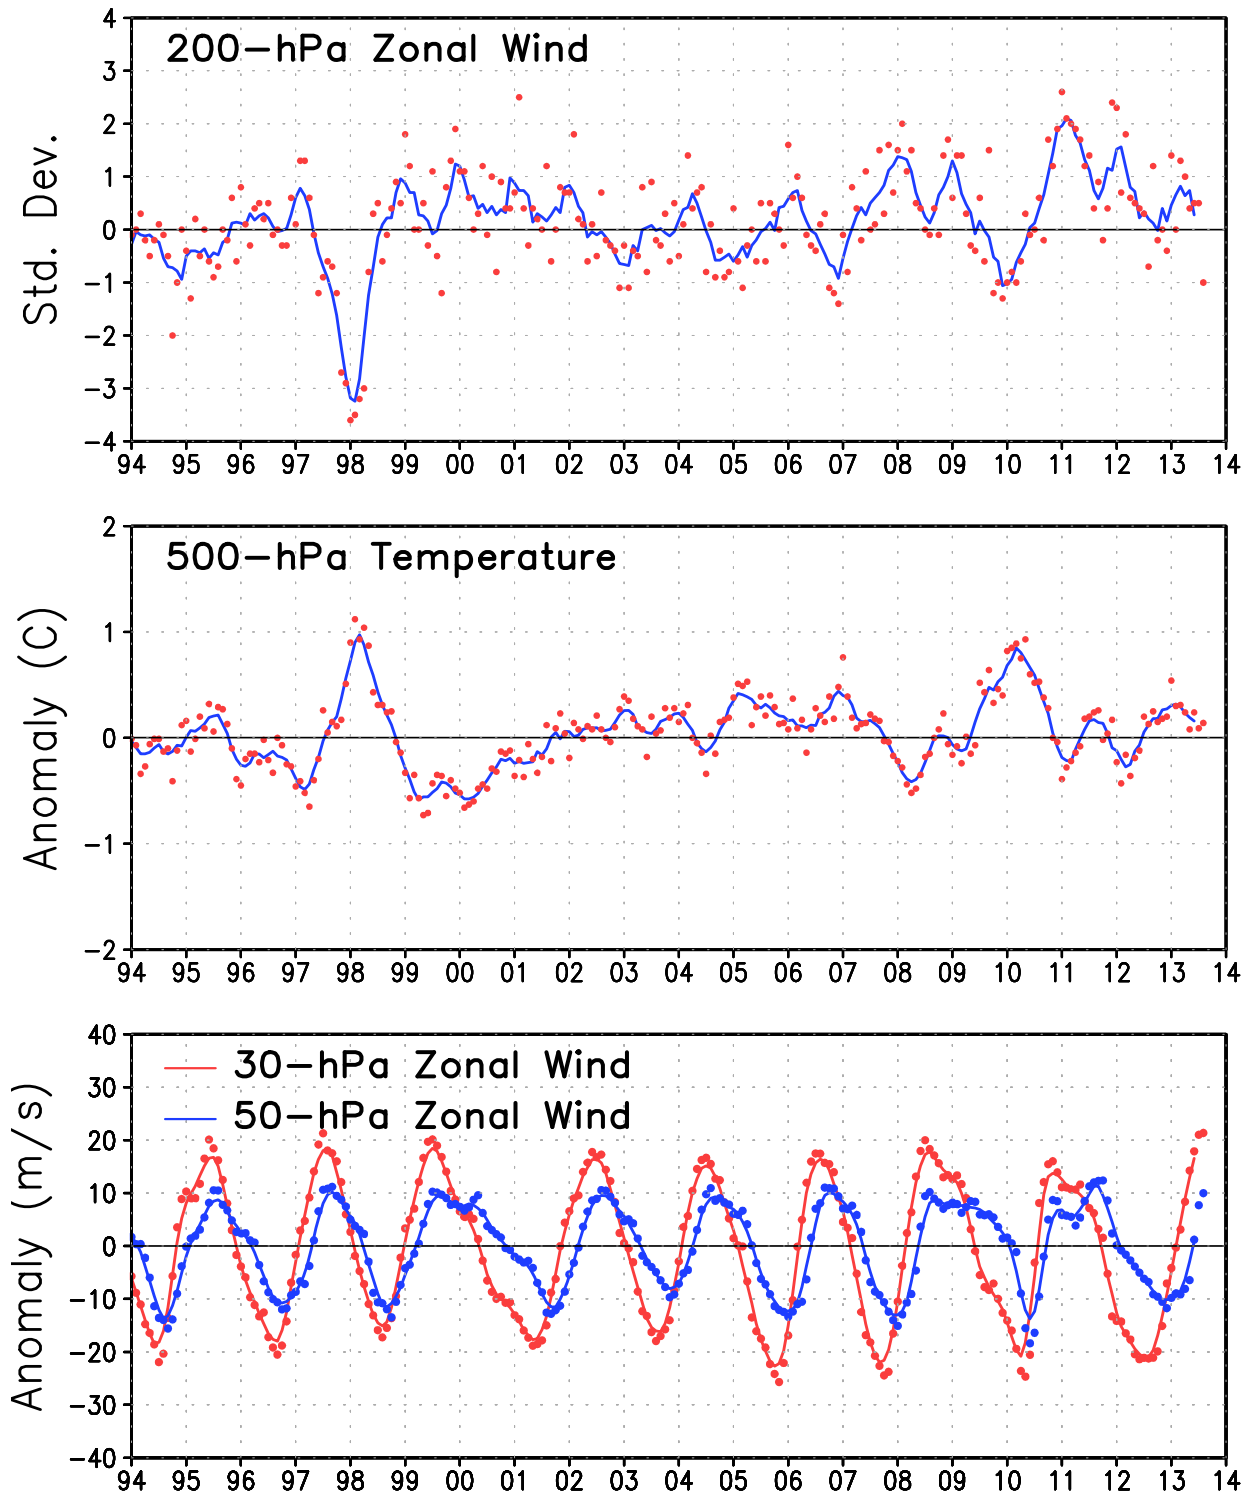 200-hPa Zonal Wind
Std. Dev.
4
3
2
1
0
-1
-2
-3
-4
94 95 96 97 98 99 00 01 02 03 04 05 06 07 08 09 10 11 12 13 14
500-hPa Temperature
Anomaly (C)
2
1
0
-1
-2
94 95 96 97 98 99 00 01 02 03 04 05 06 07 08 09 10 11 12 13 14
30-hPa Zonal Wind
50-hPa Zonal Wind
Anomaly (m/s)
40
30
20
10
0
-10
-20
-30
-40
94 95 96 97 98 99 00 01 02 03 04 05 06 07 08 09 10 11 12 13 14